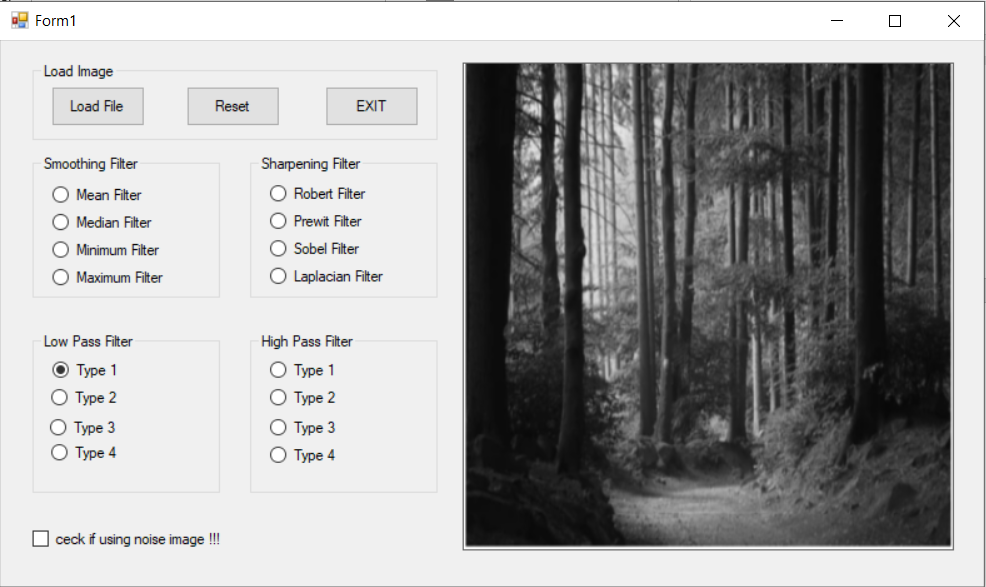 Form1
Load Image
Load File
Reset
EXIT
Smoothing Filter
Mean Filter
Median Filter
Minimum Filter
Maximum Filter
Sharpening Filter
Robert Filter
Prewit Filter
Sobel Filter
Laplacian Filter
Low Pass Filter
Type 1
Type 2
Type 3
Type 4
High Pass Filter
Type 1
Type 2
Type 3
Type 4
ceck if using noise image !!!